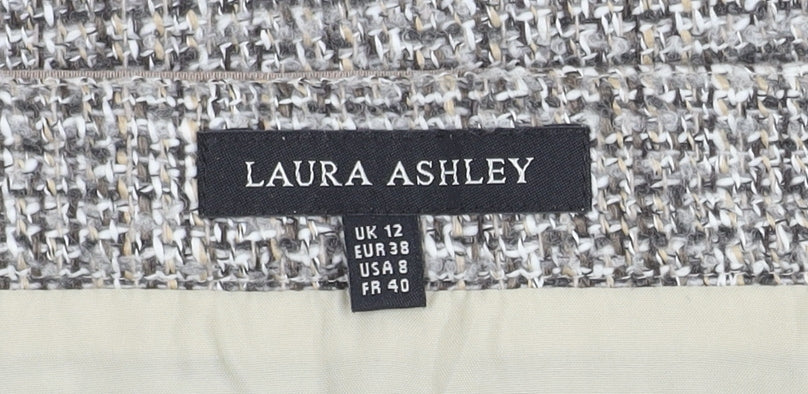 LAURA ASHLEY
UK 12
EUR 38
USA 8
FR 40